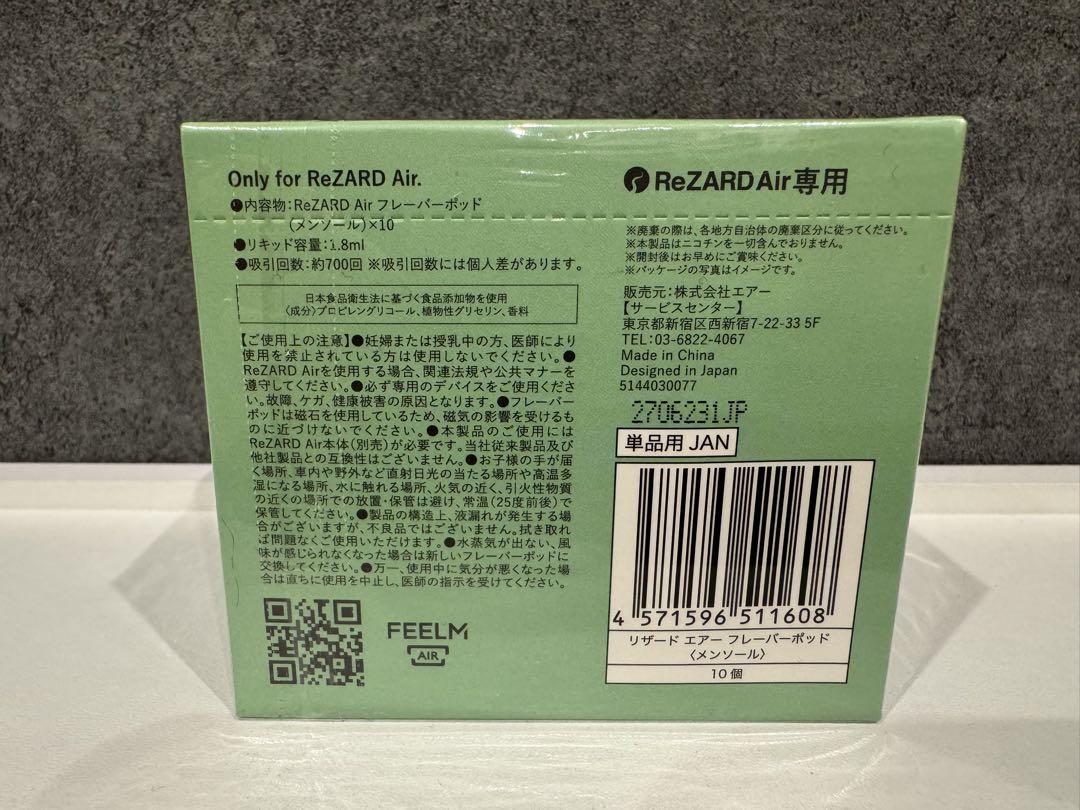 Only for ReZARD Air.
●内容物:ReZARD Air フレーバーポッド
(メンソール)×10
●リキッド容量:1.8ml
●吸引回数:約700回 ※吸引回数には個人差があります。
日本食品衛生法に基づく食品添加物を使用
〈成分〉プロピレングリコール、植物性グリセリン、香料
【ご使用上の注意】●妊婦または授乳中の方、医師により
使用を禁止されている方は使用しないでください。●
ReZARD Airを使用する場合、関連法規や公共マナーを
遵守してください。●必ず専用のデバイスをご使用くださ
い。故障、ケガ、健康被害の原因となります。●フレーバー
ポッドは磁石を使用しているため、磁気の影響を受けるも
のに近づけないでください。●本製品のご使用には
ReZARD Air本体(別売)が必要です。当社従来製品及び
他社製品との互換性はございません。●お子様の手が届
く場所、車内や野外など直射日光の当たる場所や高温多
湿になる場所、水に触れる場所、火気の近く、引火性物質
の近くの場所での放置・保管は避け、常温(25度前後)で
保管してください。●製品の構造上、液漏れが発生する場
合がございますが、不良品ではございません。拭き取れ
ば問題なくご使用いただけます。●水蒸気が出ない、風
味が感じられなくなった場合は新しいフレーバーポッドに
交換してください。●万一、使用中に気分が悪くなった場
合は直ちに使用を中止し、医師の指示を受けてください。
FEELM
AIR
ReZARD Air専用
※廃棄の際は、各地方自治体の廃棄区分に従ってください。
※本製品はニコチンを一切含んでおりません。
※開封後はお早めにご賞味ください。
※パッケージの写真はイメージです。
販売元:株式会社エアー
【サービスセンター】
東京都新宿区西新宿7-22-33 5F
TEL:03-6822-4067
Made in China
Designed in Japan
5144030077
2706231JP
単品用 JAN
4 571596 511608
リザード エアー フレーバーポッド
〈メンソール〉
10個